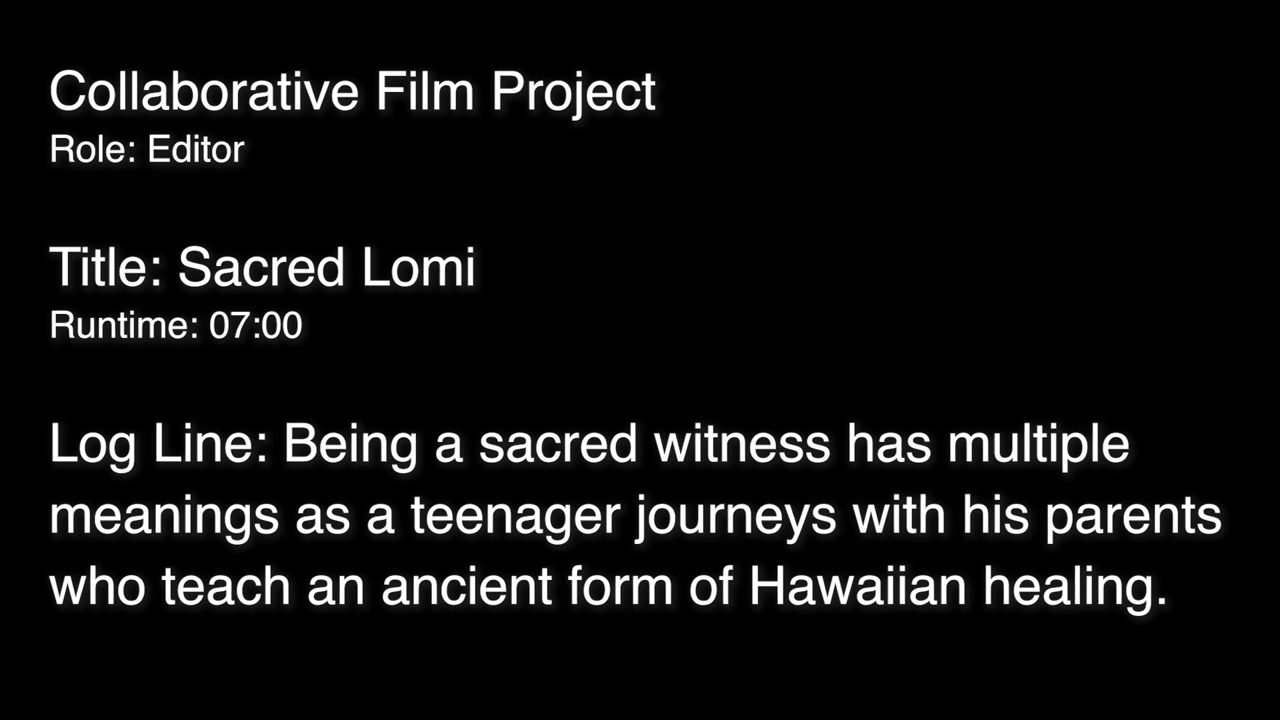 Collaborative Film Project
Role: Editor
Title: Sacred Lomi
Runtime: 07:00
Log Line: Being a sacred witness has multiple
meanings as a teenager journeys with his parents
who teach an ancient form of Hawaiian healing.